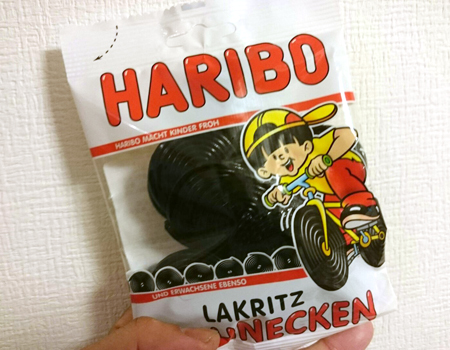 HARIBO
HARIBO MACHT KINDER FROH
UND ERWACHSENE EBENSO
LAKRITZ
NECKEN